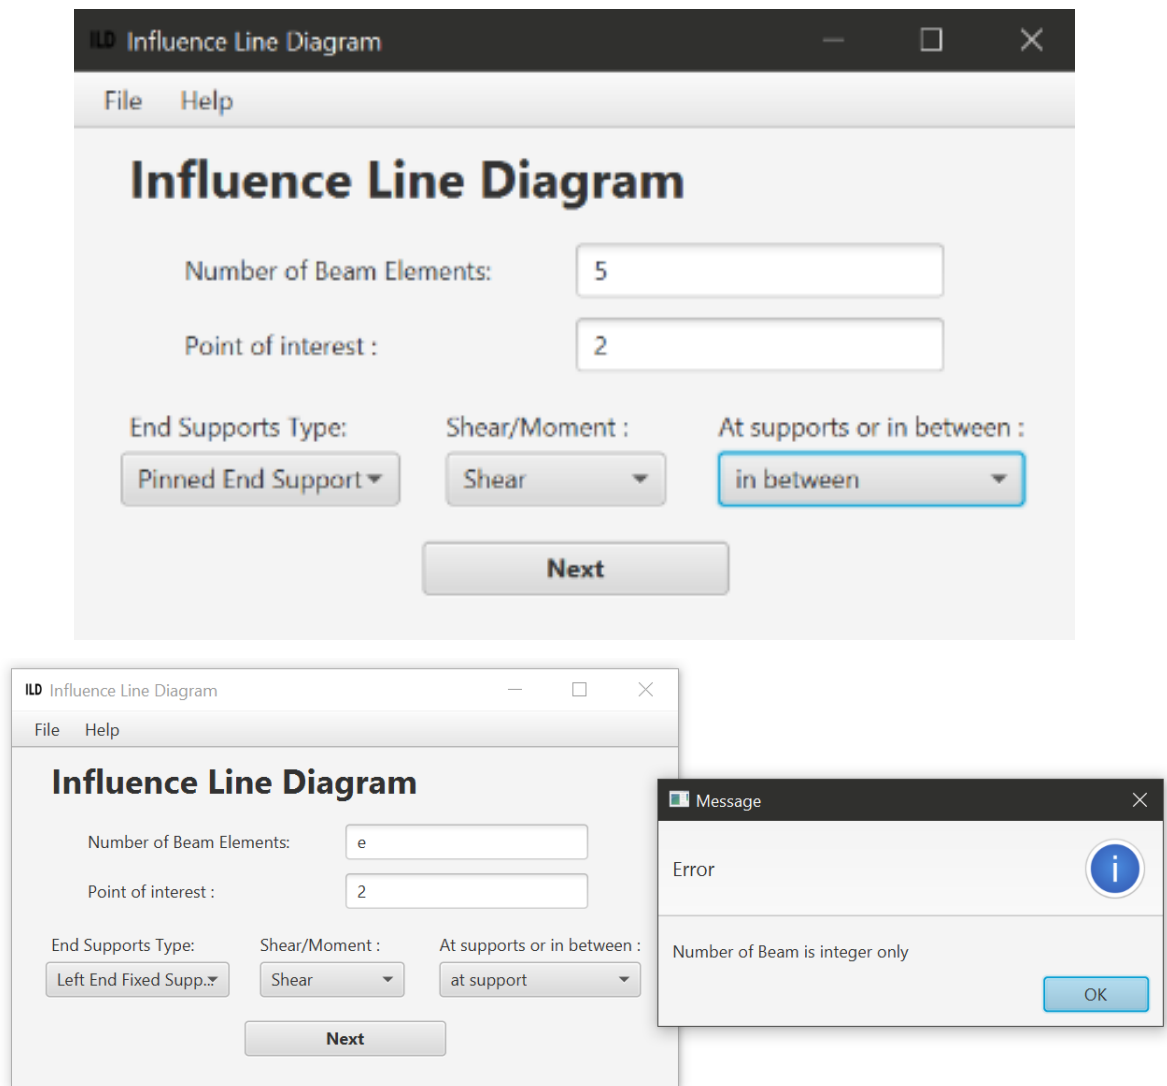 ILD Influence Line Diagram
File Help
Influence Line Diagram
Number of Beam Elements: 5
Point of interest : 2
End Supports Type: Shear/Moment : At supports or in between :
Pinned End Support Shear in between
Next
ILD Influence Line Diagram
File Help
Influence Line Diagram
Number of Beam Elements: e
Point of interest : 2
End Supports Type: Shear/Moment : At supports or in between :
Left End Fixed Supp... Shear at support
Next
Message
Error
Number of Beam is integer only
OK